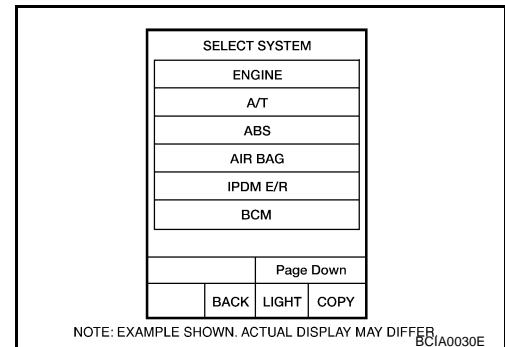 SELECT SYSTEM
ENGINE
A/T
ABS
AIR BAG
IPDM E/R
BCM
Page Down
BACK LIGHT COPY
NOTE: EXAMPLE SHOWN. ACTUAL DISPLAY MAY DIFFER.
BCIA0030E